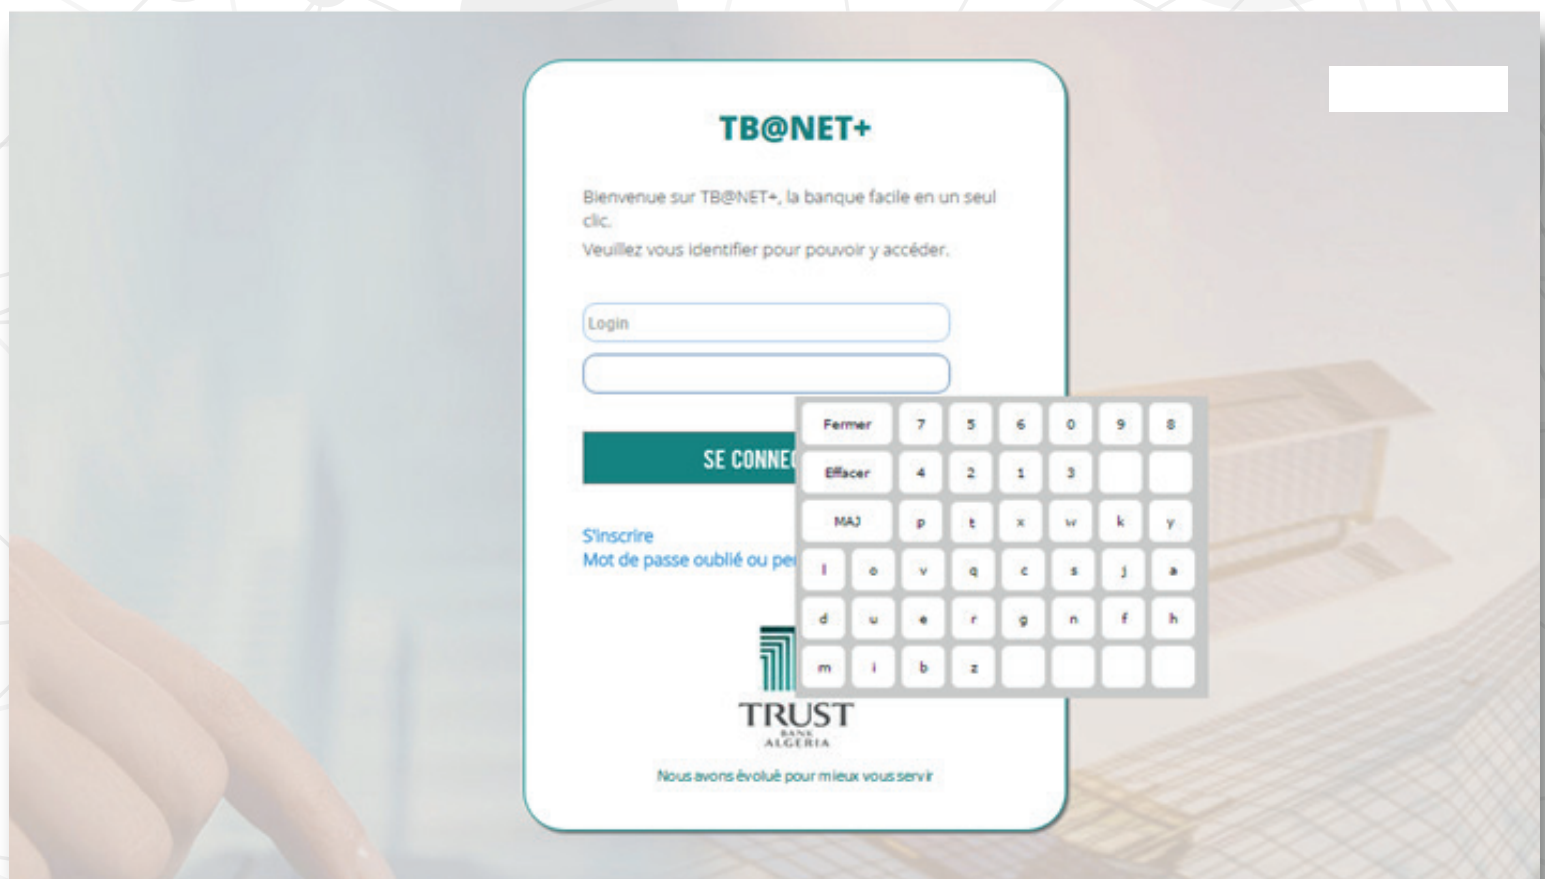 TB@NET+
Bienvenue sur TB@NET+, la banque facile en un seul
clic.
Veuillez vous identifier pour pouvoir y accéder.
Login
SE CONNEC
S'inscrire
Mot de passe oublié ou per
Fermer 7 5 6 0 9 8
Effacer 4 2 1 3
MAJ p t x w k y
l o v q c s j a
d u e r g n f h
m i b z
TRUST
BANK
ALGERIA
Nous avons évolué pour mieux vous servir